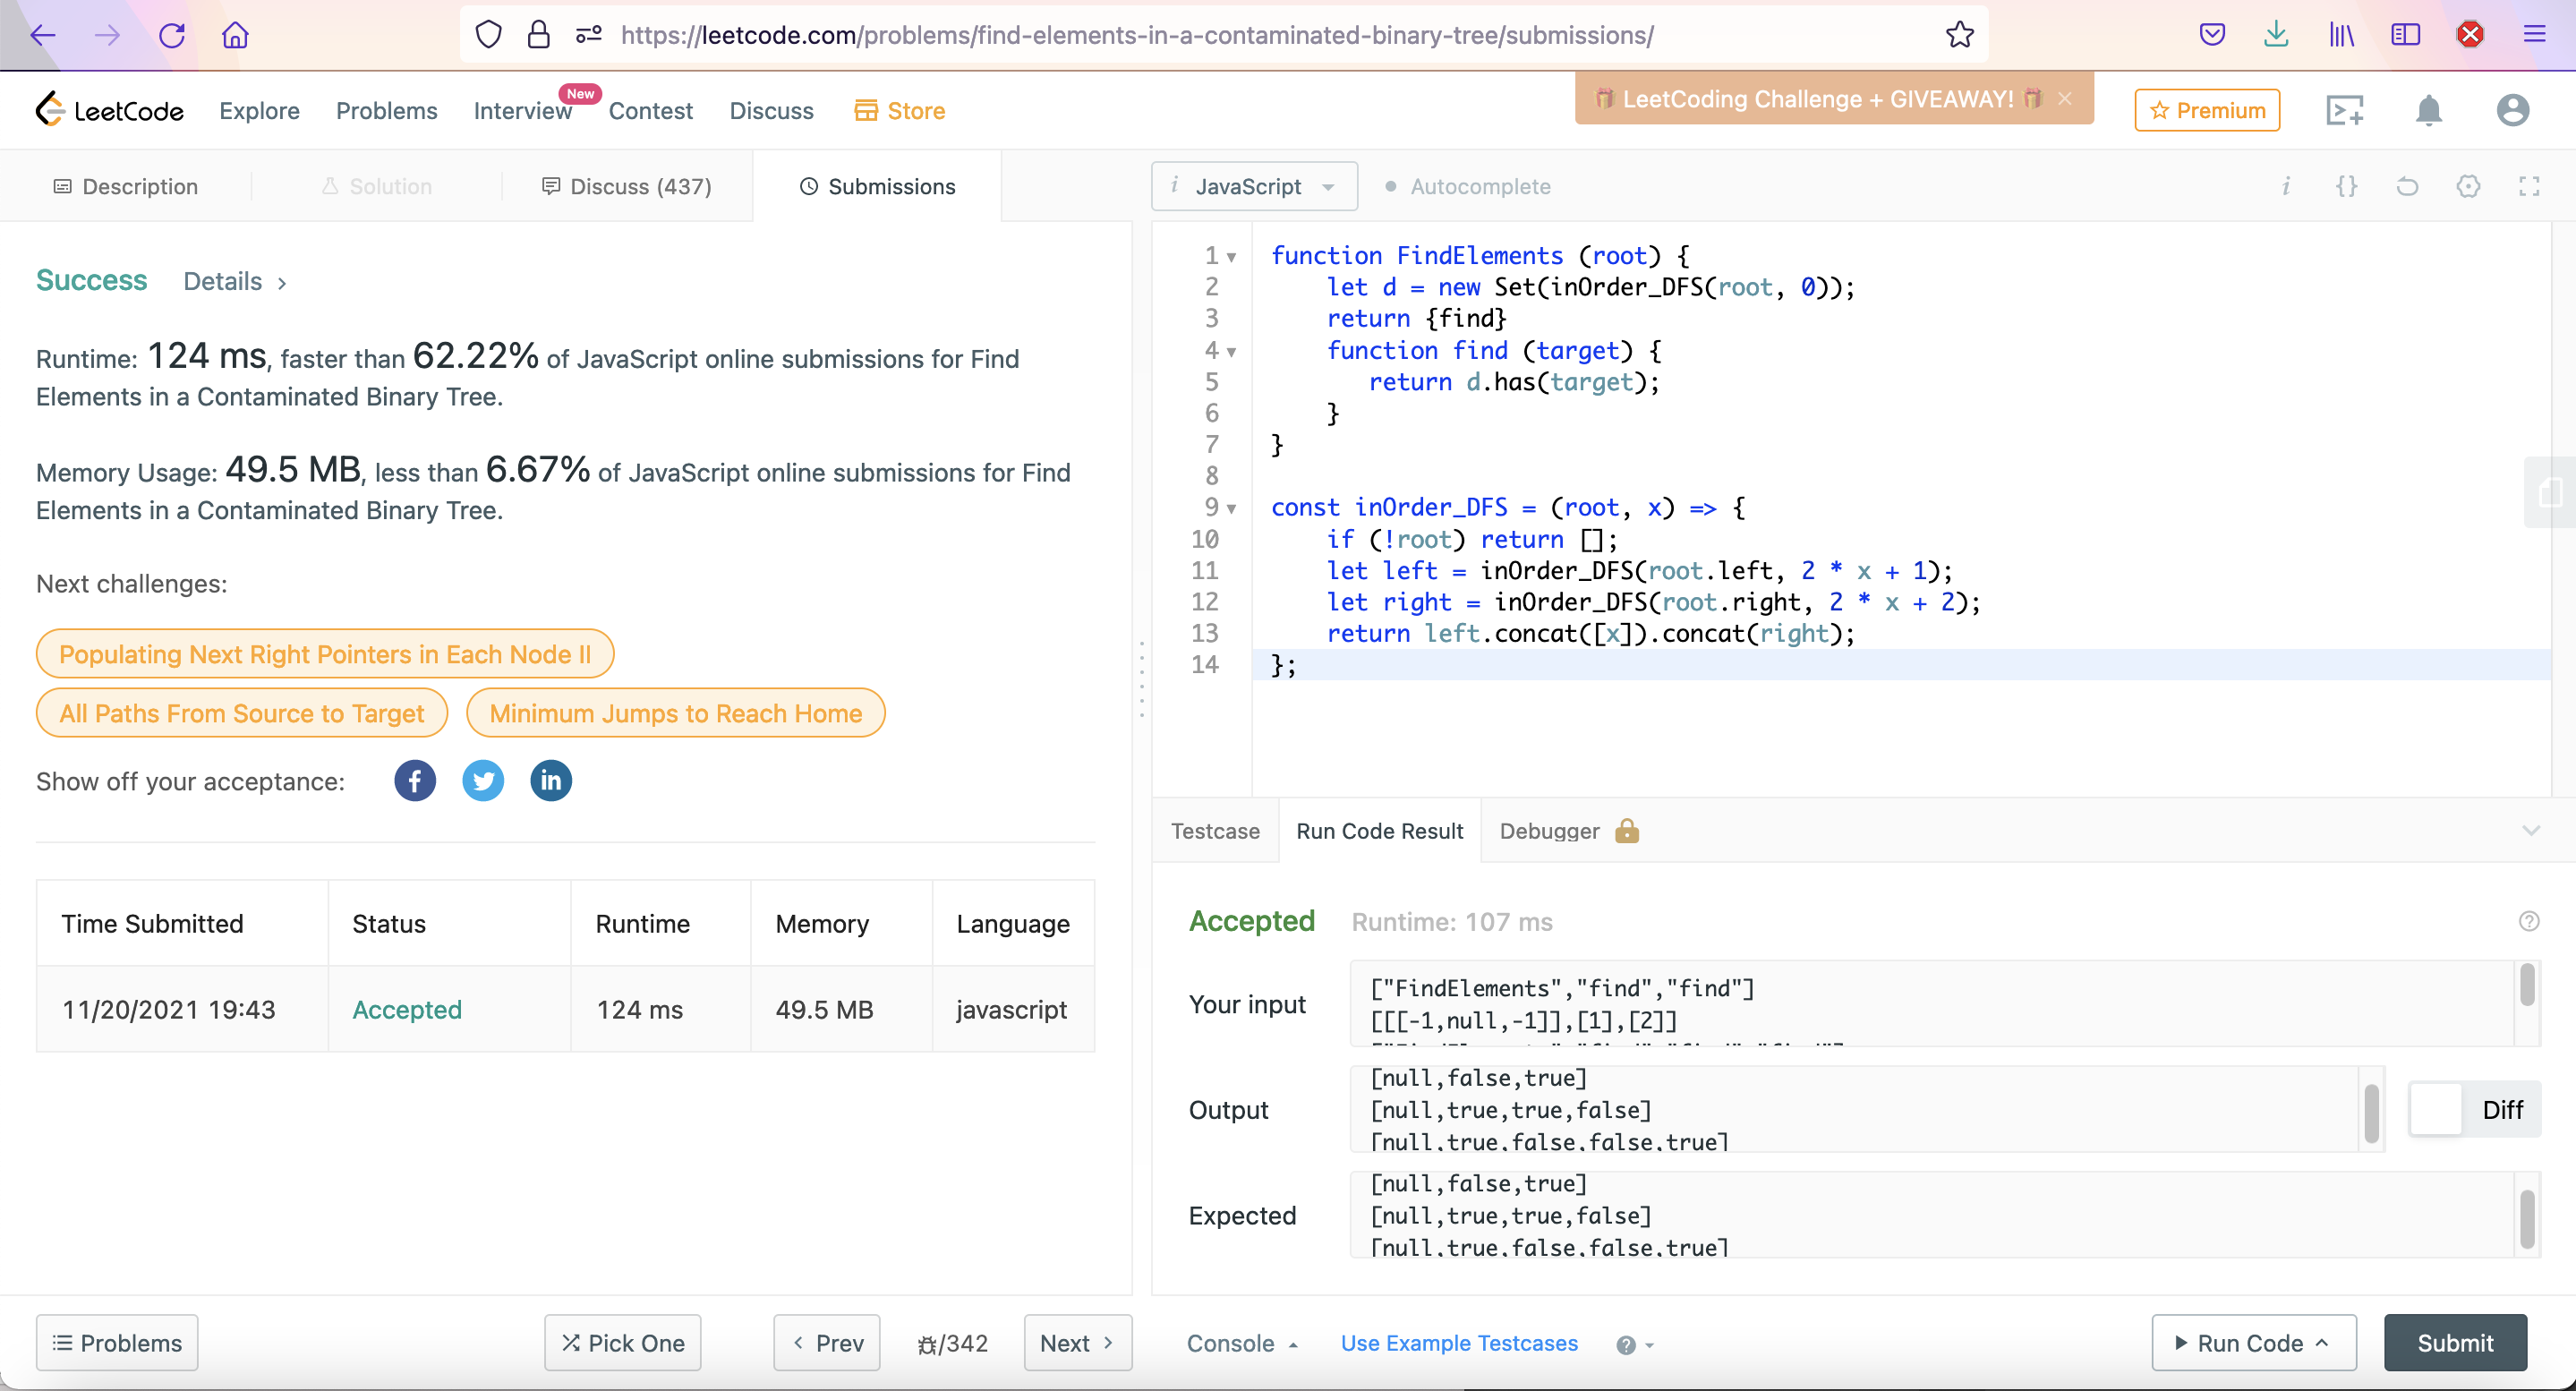 https://leetcode.com/problems/find-elements-in-a-contaminated-binary-tree/submissions/
LeetCode
Explore
Problems
Interview
New
Contest
Discuss
Store
LeetCoding Challenge + GIVEAWAY!
Premium
Description
Solution
Discuss (437)
Submissions
Success
Details
Runtime: 124 ms, faster than 62.22% of JavaScript online submissions for Find
Elements in a Contaminated Binary Tree.
Memory Usage: 49.5 MB, less than 6.67% of JavaScript online submissions for Find
Elements in a Contaminated Binary Tree.
Next challenges:
Populating Next Right Pointers in Each Node II
All Paths From Source to Target
Minimum Jumps to Reach Home
Show off your acceptance:
Time Submitted Status Runtime Memory Language
11/20/2021 19:43 Accepted 124 ms 49.5 MB javascript
Problems
Pick One
Prev
/342
Next
i JavaScript
Autocomplete
1 function FindElements (root) {
2     let d = new Set(inOrder_DFS(root, 0));
3     return {find}
4     function find (target) {
5        return d.has(target);
6     }
7 }
8
9 const inOrder_DFS = (root, x) => {
10     if (!root) return [];
11     let left = inOrder_DFS(root.left, 2 * x + 1);
12     let right = inOrder_DFS(root.right, 2 * x + 2);
13     return left.concat([x]).concat(right);
14 };
Testcase
Run Code Result
Debugger
Accepted
Runtime: 107 ms
Your input
["FindElements","find","find"]
[[[-1,null,-1]],[1],[2]]
Output
[null,false,true]
[null,true,true,false]
[null,true,false,false,true]
Diff
Expected
[null,false,true]
[null,true,true,false]
[null,true,false,false,true]
Console
Use Example Testcases
Run Code
Submit